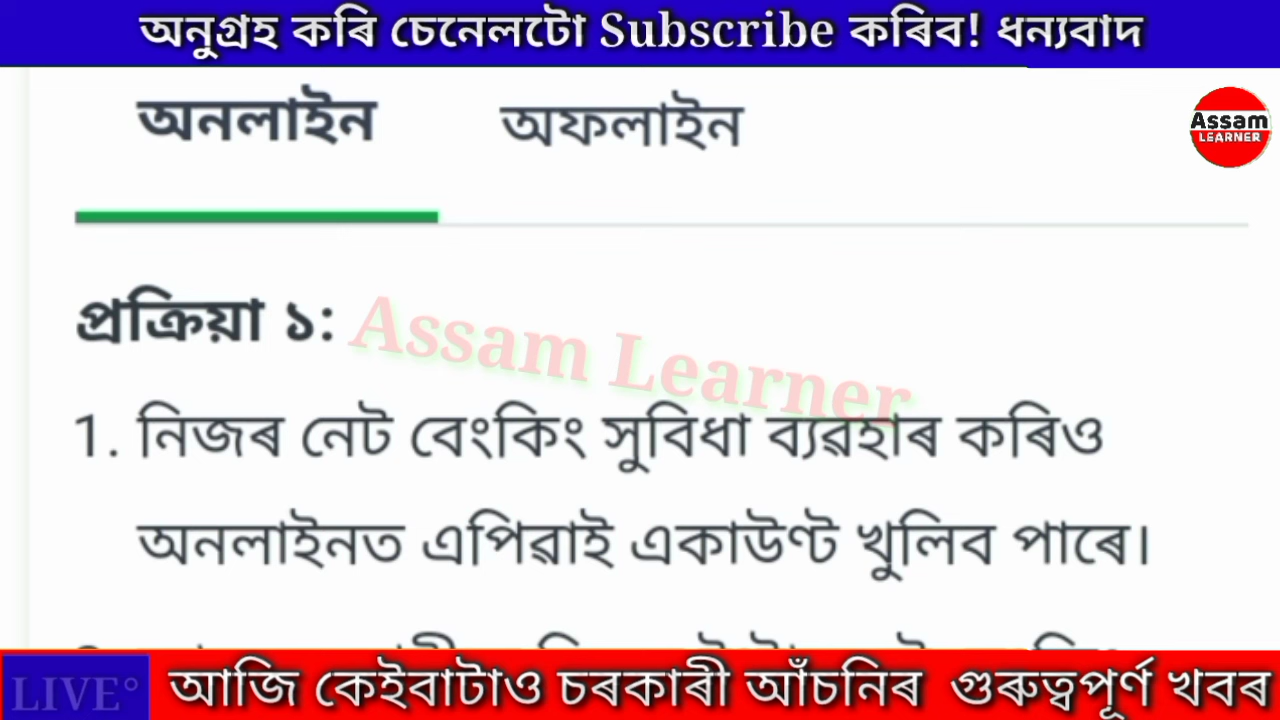 অনুগ্ৰহ কৰি চেনেলটো Subscribe কৰিব! ধন্যবাদ
অনলাইন অফলাইন
Assam
LEARNER
প্ৰক্ৰিয়া ১:
Assam Learner
1. নিজৰ নেট বেংকিং সুবিধা ব্যৱহাৰ কৰিও
অনলাইনত এপিৱাই একাউণ্ট খুলিব পাৰে।
LIVE° আজি কেইবাটাও চৰকাৰী আঁচনিৰ গুৰুত্বপূৰ্ণ খবৰ